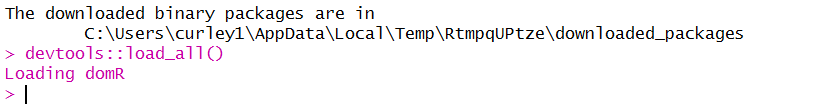 The downloaded binary packages are in
C:\Users\curley1\AppData\Local\Temp\RtmpqUPtze\downloaded_packages
> devtools::load_all()
Loading domR
>